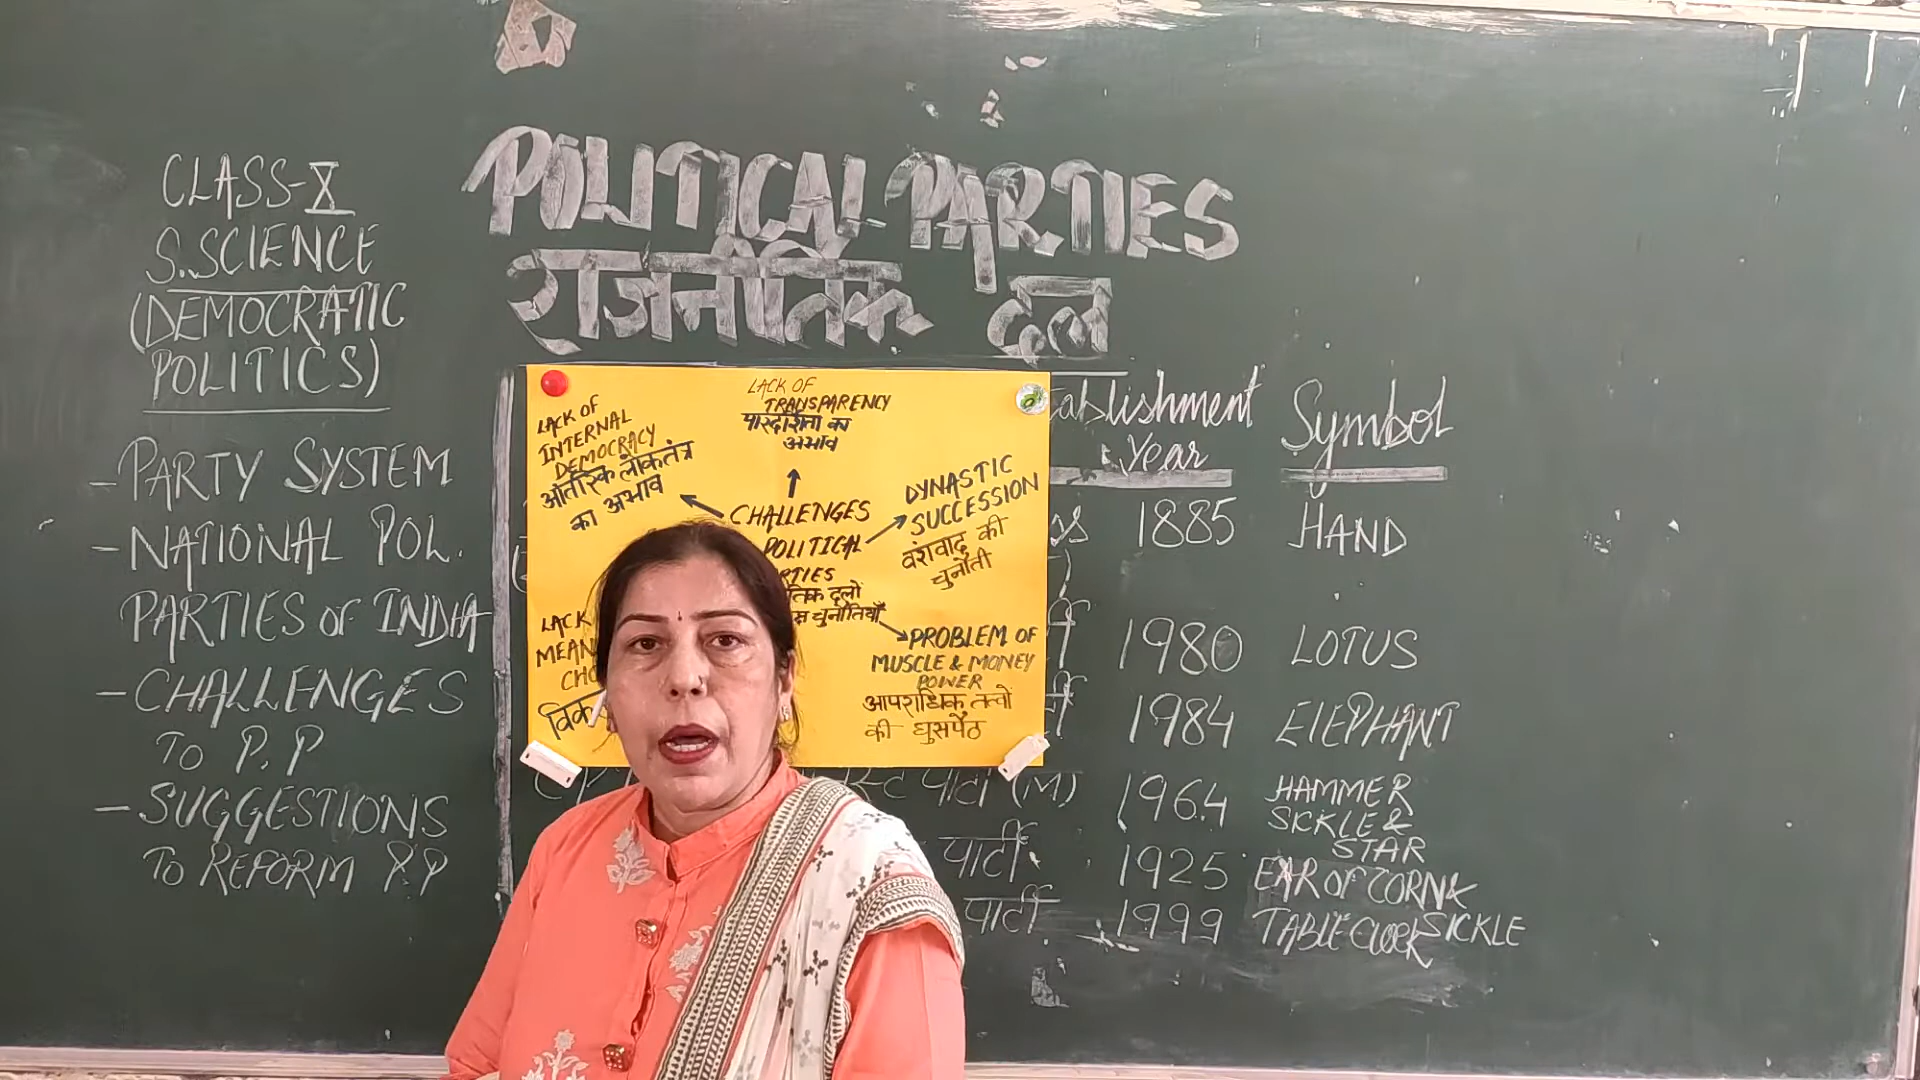 CLASS-X
S.SCIENCE
(DEMOCRATIC
POLITICS)
- PARTY SYSTEM
- NATIONAL POL.
PARTIES OF INDIA
- CHALLENGES
TO P.P
- SUGGESTIONS
TO REFORM P.P
POLITICAL PARTIES
राजनीतिक दल
LACK OF
INTERNAL
DEMOCRACY
आंतरिक लोकतंत्र
का अभाव
LACK OF
TRANSPARENCY
पारदर्शिता का
अभाव
CHALLENGES
POLITICAL
DYNASTIC
SUCCESSION
वंशवाद की
चुनौती
चुनौतियाँ
LACK
PROBLEM OF
MUSCLE & MONEY
POWER
आपराधिक तत्वों
की घुसपैठ
Year
Symbol
1885 HAND
1980 LOTUS
1984 ElEPHANT
पार्टी (M) 1964 HAMMER
SICKLE &
STAR
पार्टी 1925 EAR OF CORN &
SICKLE
पार्टी 1999 TABLE CLOCK